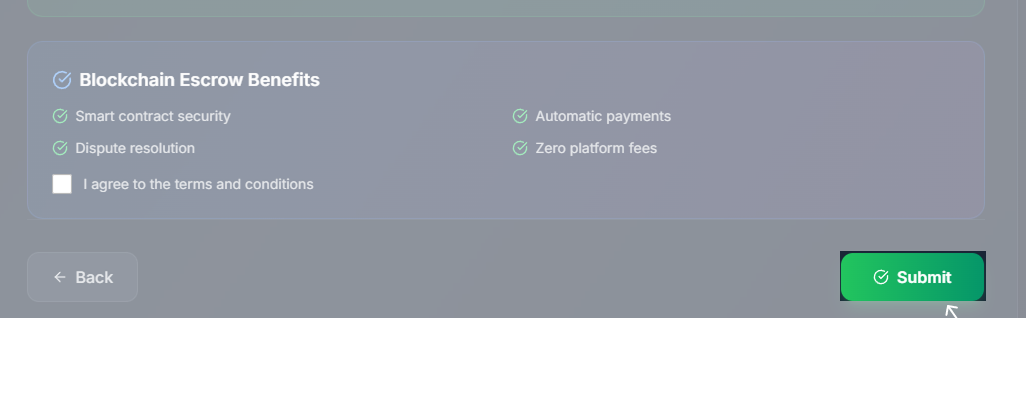 Blockchain Escrow Benefits
Smart contract security
Automatic payments
Dispute resolution
Zero platform fees
I agree to the terms and conditions
Back
Submit